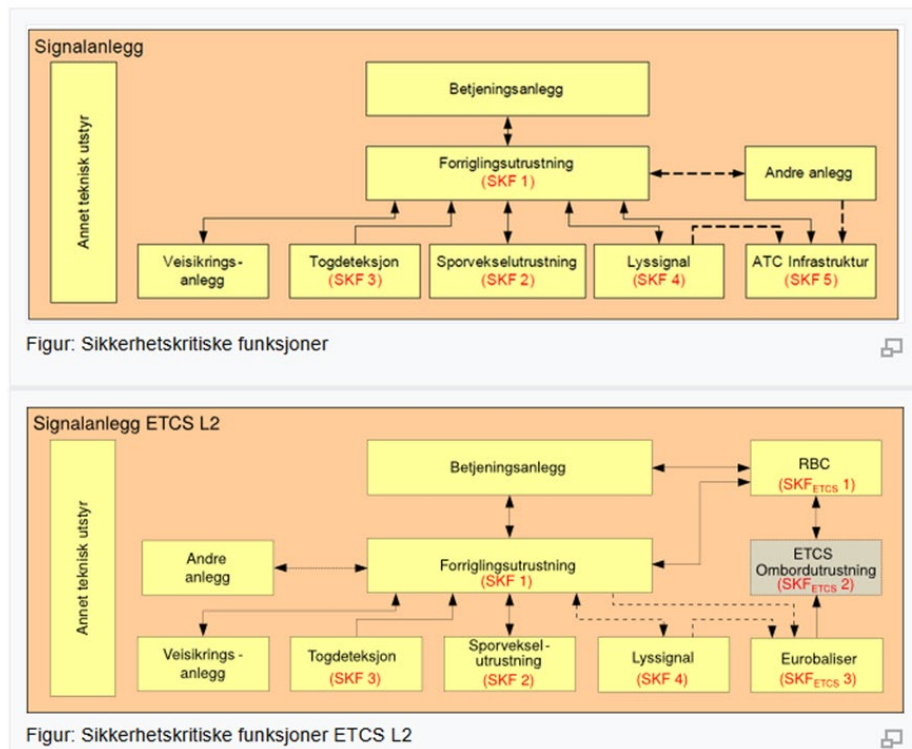 Signalanlegg
Annet teknisk utstyr
Betjeningsanlegg
Forriglingsutrustning
(SKF 1)
Andre anlegg
Veisikrings-
anlegg
Togdeteksjon
(SKF 3)
Sporvekselutrustning
(SKF 2)
Lyssignal
(SKF 4)
ATC Infrastruktur
(SKF 5)
Figur: Sikkerhetskritiske funksjoner
Signalanlegg ETCS L2
Annet teknisk utstyr
Betjeningsanlegg
RBC
(SKFETCS 1)
Andre
anlegg
Forriglingsutrustning
(SKF 1)
ETCS
Ombordutrustning
(SKFETCS 2)
Veisikrings-
anlegg
Togdeteksjon
(SKF 3)
Sporveksel-
utrustning
(SKF 2)
Lyssignal
(SKF 4)
Eurobaliser
(SKFETCS 3)
Figur: Sikkerhetskritiske funksjoner ETCS L2